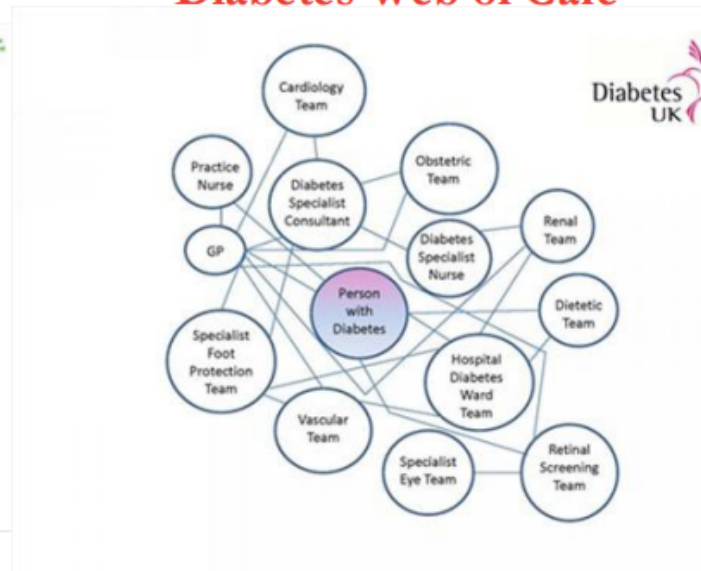 Diabetes Web of Care
Diabetes
UK
Cardiology
Team
Practice
Nurse
Diabetes
Specialist
Consultant
Obstetric
Team
GP
Diabetes
Specialist
Nurse
Renal
Team
Person
with
Diabetes
Dietetic
Team
Specialist
Foot
Protection
Team
Hospital
Diabetes
Ward
Team
Vascular
Team
Specialist
Eye Team
Retinal
Screening
Team